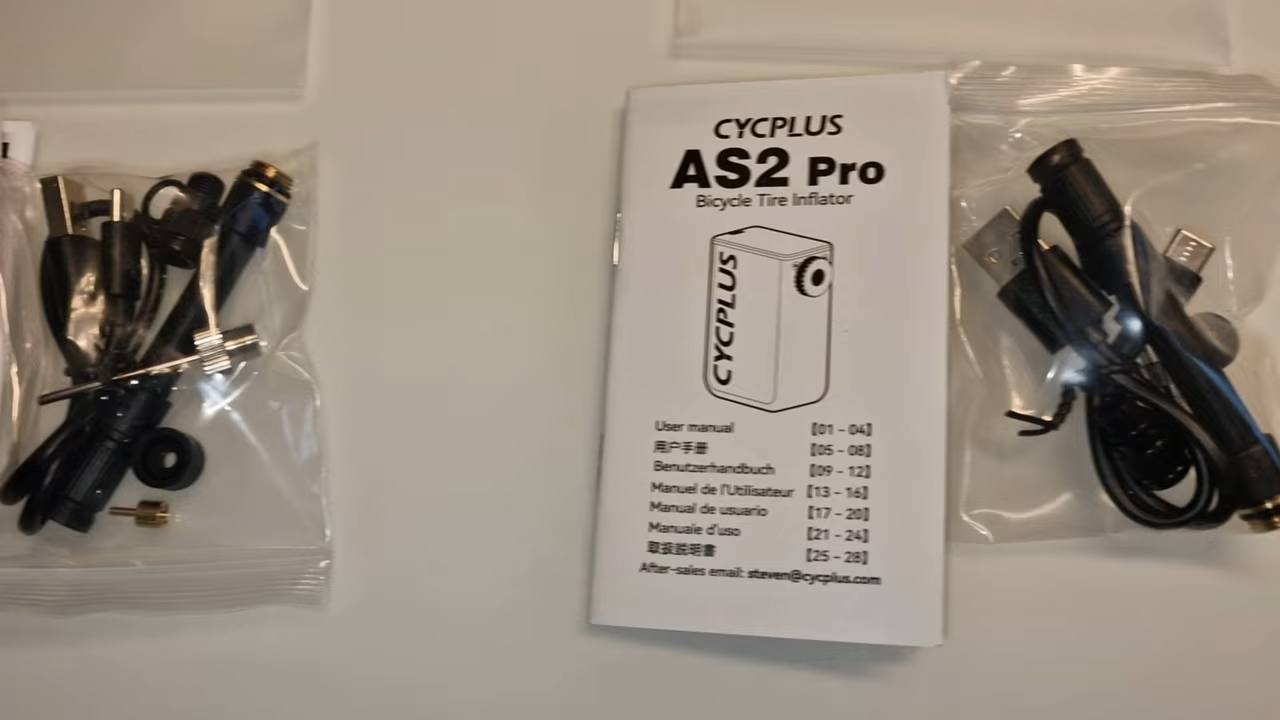 CYCPLUS
AS2 Pro
Bicycle Tire Inflator
CYCPLUS
User manual 【01 - 04】
用户手册 【05 - 08】
Benutzerhandbuch 【09 - 12】
Manuel de l'Utilisateur 【13 - 16】
Manual de usuario 【17 - 20】
Manuale d'uso 【21 - 24】
取扱説明書 【25 - 28】
After-sales email: steven@cycplus.com